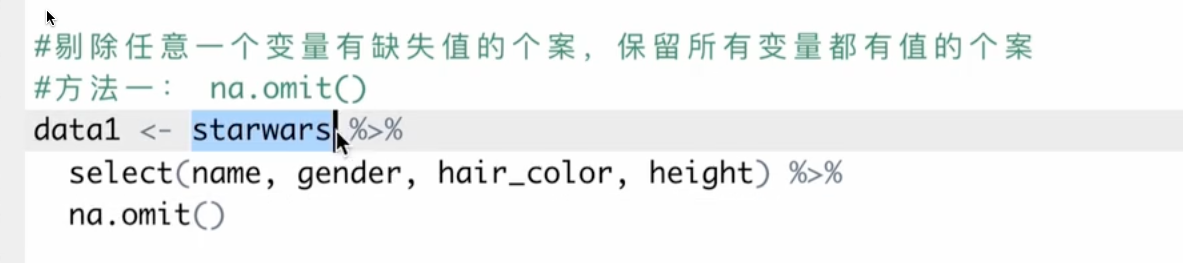 #剔除任意一个变量有缺失值的个案，保留所有变量都有值的个案
#方法一： na.omit()
data1 <- starwars %>%
  select(name, gender, hair_color, height) %>%
  na.omit()